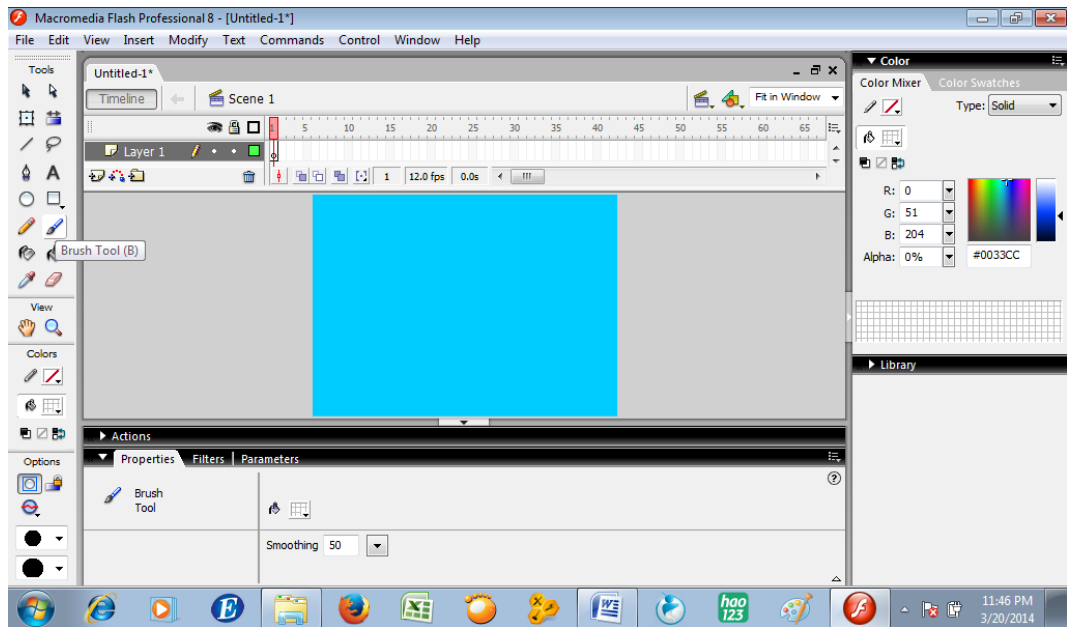 Macromedia Flash Professional 8 - [Untitled-1*]
File Edit View Insert Modify Text Commands Control Window Help
Tools
Untitled-1*
Timeline
Scene 1
Fit in Window
1 5 10 15 20 25 30 35 40 45 50 55 60 65
Layer 1
1 12.0 fps 0.0s
Brush Tool (B)
View
Colors
Options
Color
Color Mixer Color Swatches
Type: Solid
R: 0
G: 51
B: 204
Alpha: 0% #0033CC
Library
Actions
Properties Filters Parameters
Brush
Tool
Smoothing 50
hao
123
11:46 PM
3/20/2014